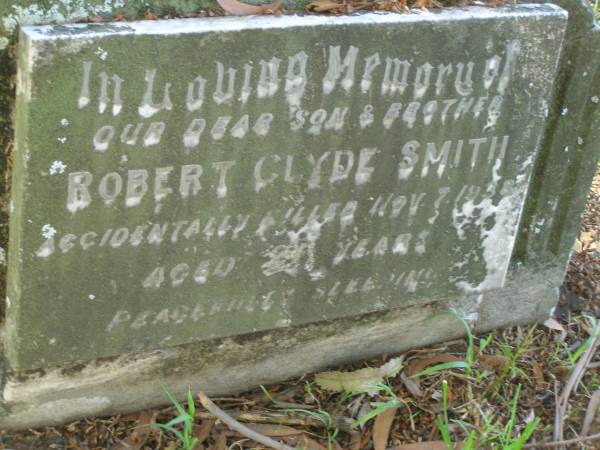 In Loving Memory of
OUR DEAR SON & BROTHER
ROBERT CLYDE SMITH
ACCIDENTALLY KILLED NOV. 7, 
AGED YEARS
PEACEFULLY SLEEPING